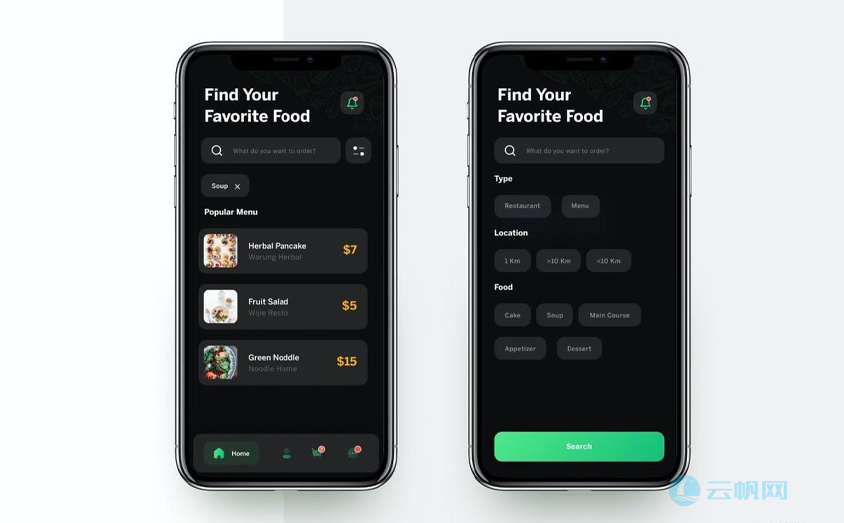 Find Your
Favorite Food
What do you want to order?
Soup
Popular Menu
Herbal Pancake
Warung Herbal
$7
Fruit Salad
Wijie Resto
$5
Green Noddle
Noodle Home
$15
Home
Find Your
Favorite Food
What do you want to order?
Type
Restaurant
Menu
Location
1 Km
>10 Km
<10 Km
Food
Cake
Soup
Main Course
Appetizer
Dessert
Search
云帆网